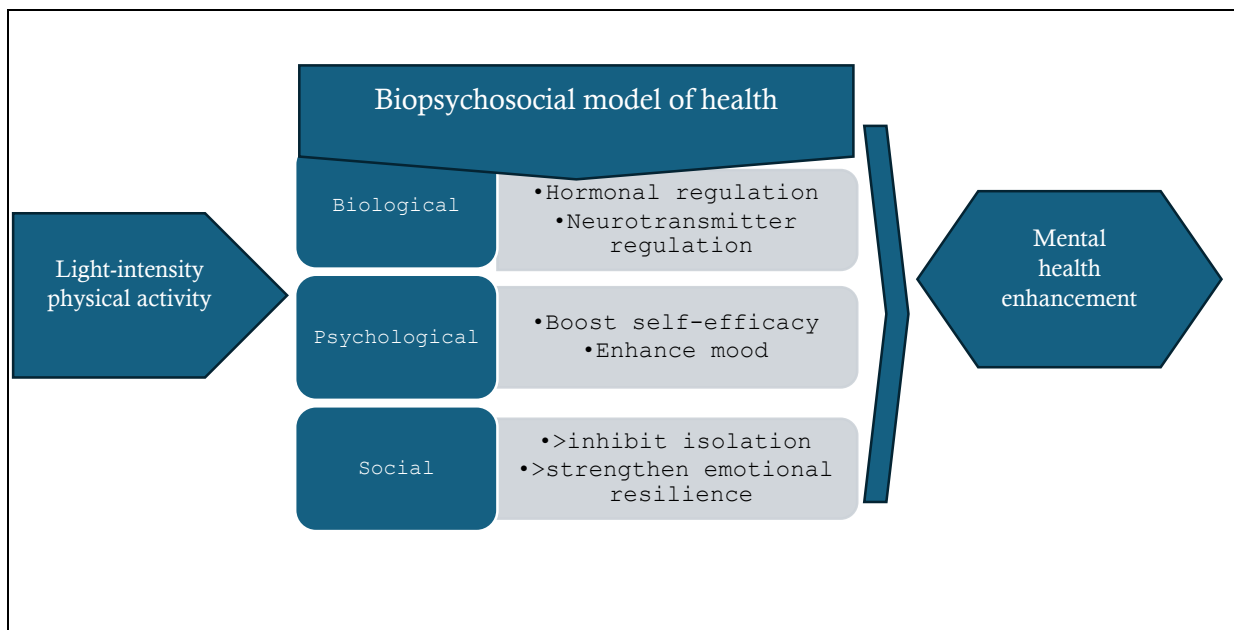 Biopsychosocial model of health
Light-intensity
physical activity
Biological
•Hormonal regulation
•Neurotransmitter
regulation
Psychological
•Boost self-efficacy
•Enhance mood
Social
•>inhibit isolation
•>strengthen emotional
resilience
Mental
health
enhancement